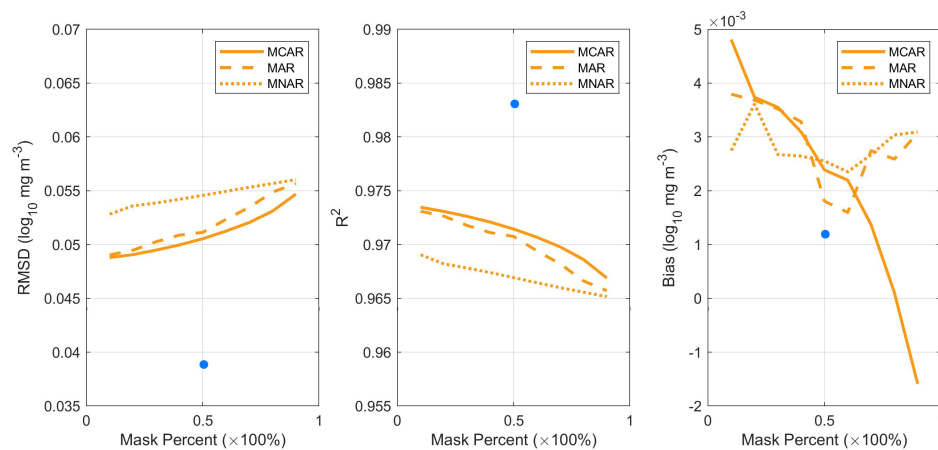 0.07
0.065
0.06
0.055
0.05
0.045
0.04
0.035
RMSD (log₁₀ mg m⁻³)
0
0.5
1
Mask Percent (×100%)
MCAR
MAR
MNAR
0.99
0.985
0.98
0.975
0.97
0.965
0.96
0.955
R²
0
0.5
1
Mask Percent (×100%)
MCAR
MAR
MNAR
×10⁻³
5
4
3
2
1
0
-1
-2
Bias (log₁₀ mg m⁻³)
0
0.5
Mask Percent (×100%)
MCAR
MAR
MNAR